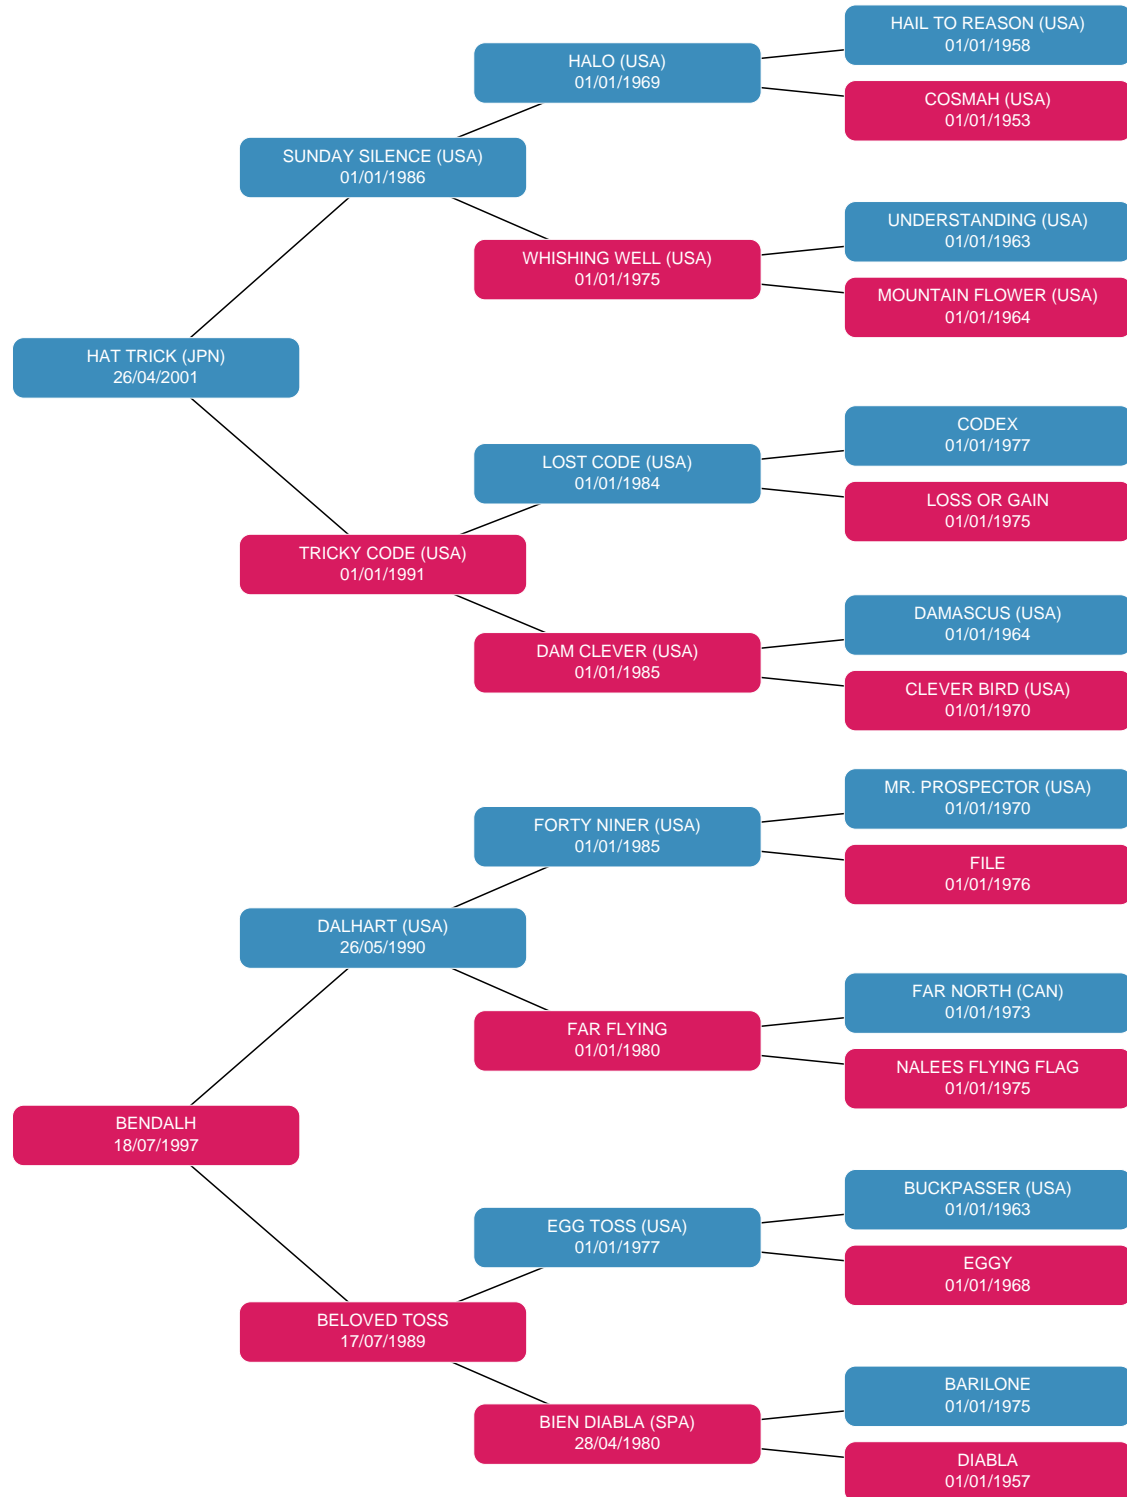 HAIL TO REASON (USA)
01/01/1958
HALO (USA)
01/01/1969
COSMAH (USA)
01/01/1953
SUNDAY SILENCE (USA)
01/01/1986
UNDERSTANDING (USA)
01/01/1963
WHISHING WELL (USA)
01/01/1975
MOUNTAIN FLOWER (USA)
01/01/1964
HAT TRICK (JPN)
26/04/2001
CODEX
01/01/1977
LOST CODE (USA)
01/01/1984
LOSS OR GAIN
01/01/1975
TRICKY CODE (USA)
01/01/1991
DAMASCUS (USA)
01/01/1964
DAM CLEVER (USA)
01/01/1985
CLEVER BIRD (USA)
01/01/1970
MR. PROSPECTOR (USA)
01/01/1970
FORTY NINER (USA)
01/01/1985
FILE
01/01/1976
DALHART (USA)
26/05/1990
FAR NORTH (CAN)
01/01/1973
FAR FLYING
01/01/1980
NALEES FLYING FLAG
01/01/1975
BENDALH
18/07/1997
BUCKPASSER (USA)
01/01/1963
EGG TOSS (USA)
01/01/1977
EGGY
01/01/1968
BELOVED TOSS
17/07/1989
BARILONE
01/01/1975
BIEN DIABLA (SPA)
28/04/1980
DIABLA
01/01/1957